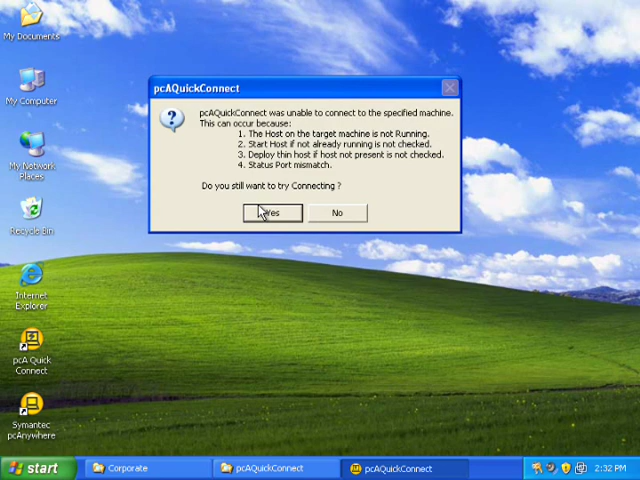 My Documents
My Computer
My Network
Places
Recycle Bin
Internet
Explorer
pcA Quick
Connect
Symantec
pcAnywhere
pcAQuickConnect
pcAQuickConnect was unable to connect to the specified machine.
This can occur because:
1. The Host on the target machine is not Running.
2. Start Host if not already running is not checked.
3. Deploy thin host if host not present is not checked.
4. Status Port mismatch.
Do you still want to try Connecting ?
Yes
No
start
Corporate
pcAQuickConnect
pcAQuickConnect
2:32 PM